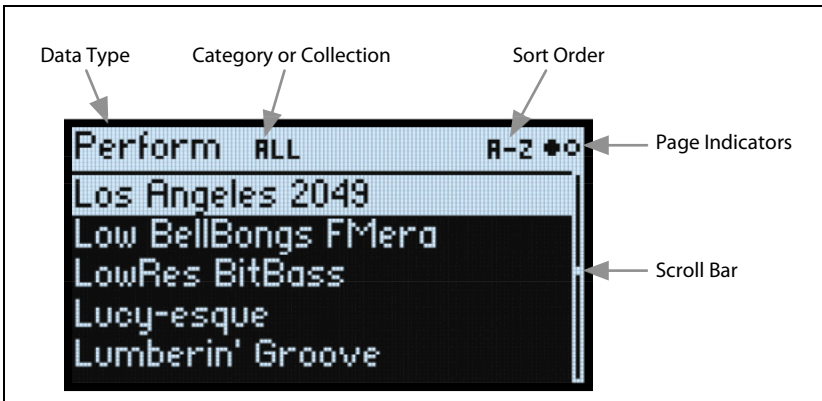 Data Type Category or Collection Sort Order
Perform ALL A-Z
Page Indicators
Los Angeles 2049
Low BellBongs FMera
LowRes BitBass
Scroll Bar
Lucy-esque
Lumberin' Groove